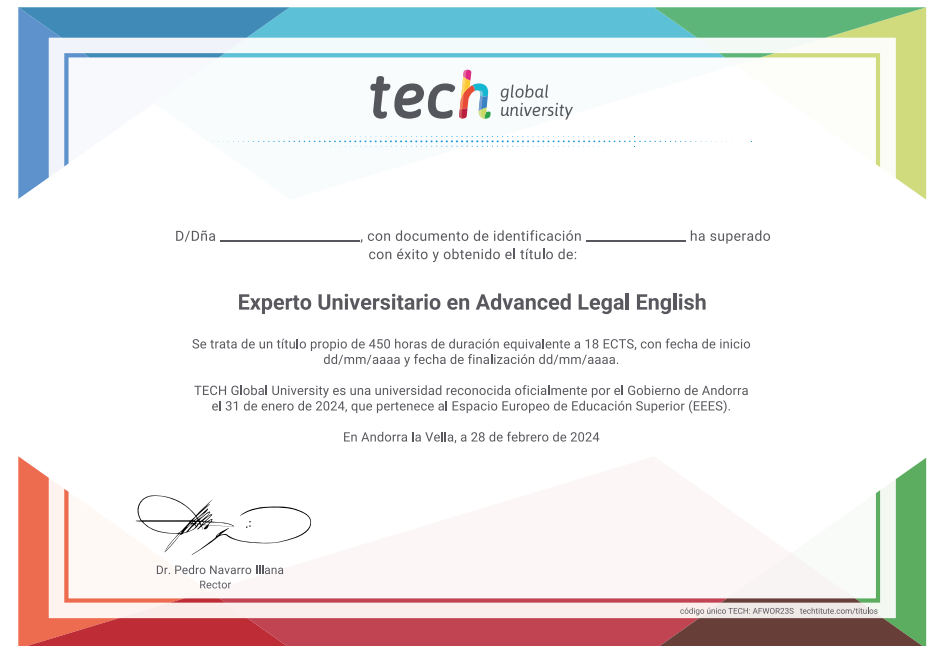 tech global university
D/Dña ____________________, con documento de identificación ______________ ha superado
con éxito y obtenido el título de:
Experto Universitario en Advanced Legal English
Se trata de un título propio de 450 horas de duración equivalente a 18 ECTS, con fecha de inicio
dd/mm/aaaa y fecha de finalización dd/mm/aaaa.
TECH Global University es una universidad reconocida oficialmente por el Gobierno de Andorra
el 31 de enero de 2024, que pertenece al Espacio Europeo de Educación Superior (EEES).
En Andorra la Vella, a 28 de febrero de 2024
Dr. Pedro Navarro Illana
Rector
código único TECH: AFWOR23S techtitute.com/titulos